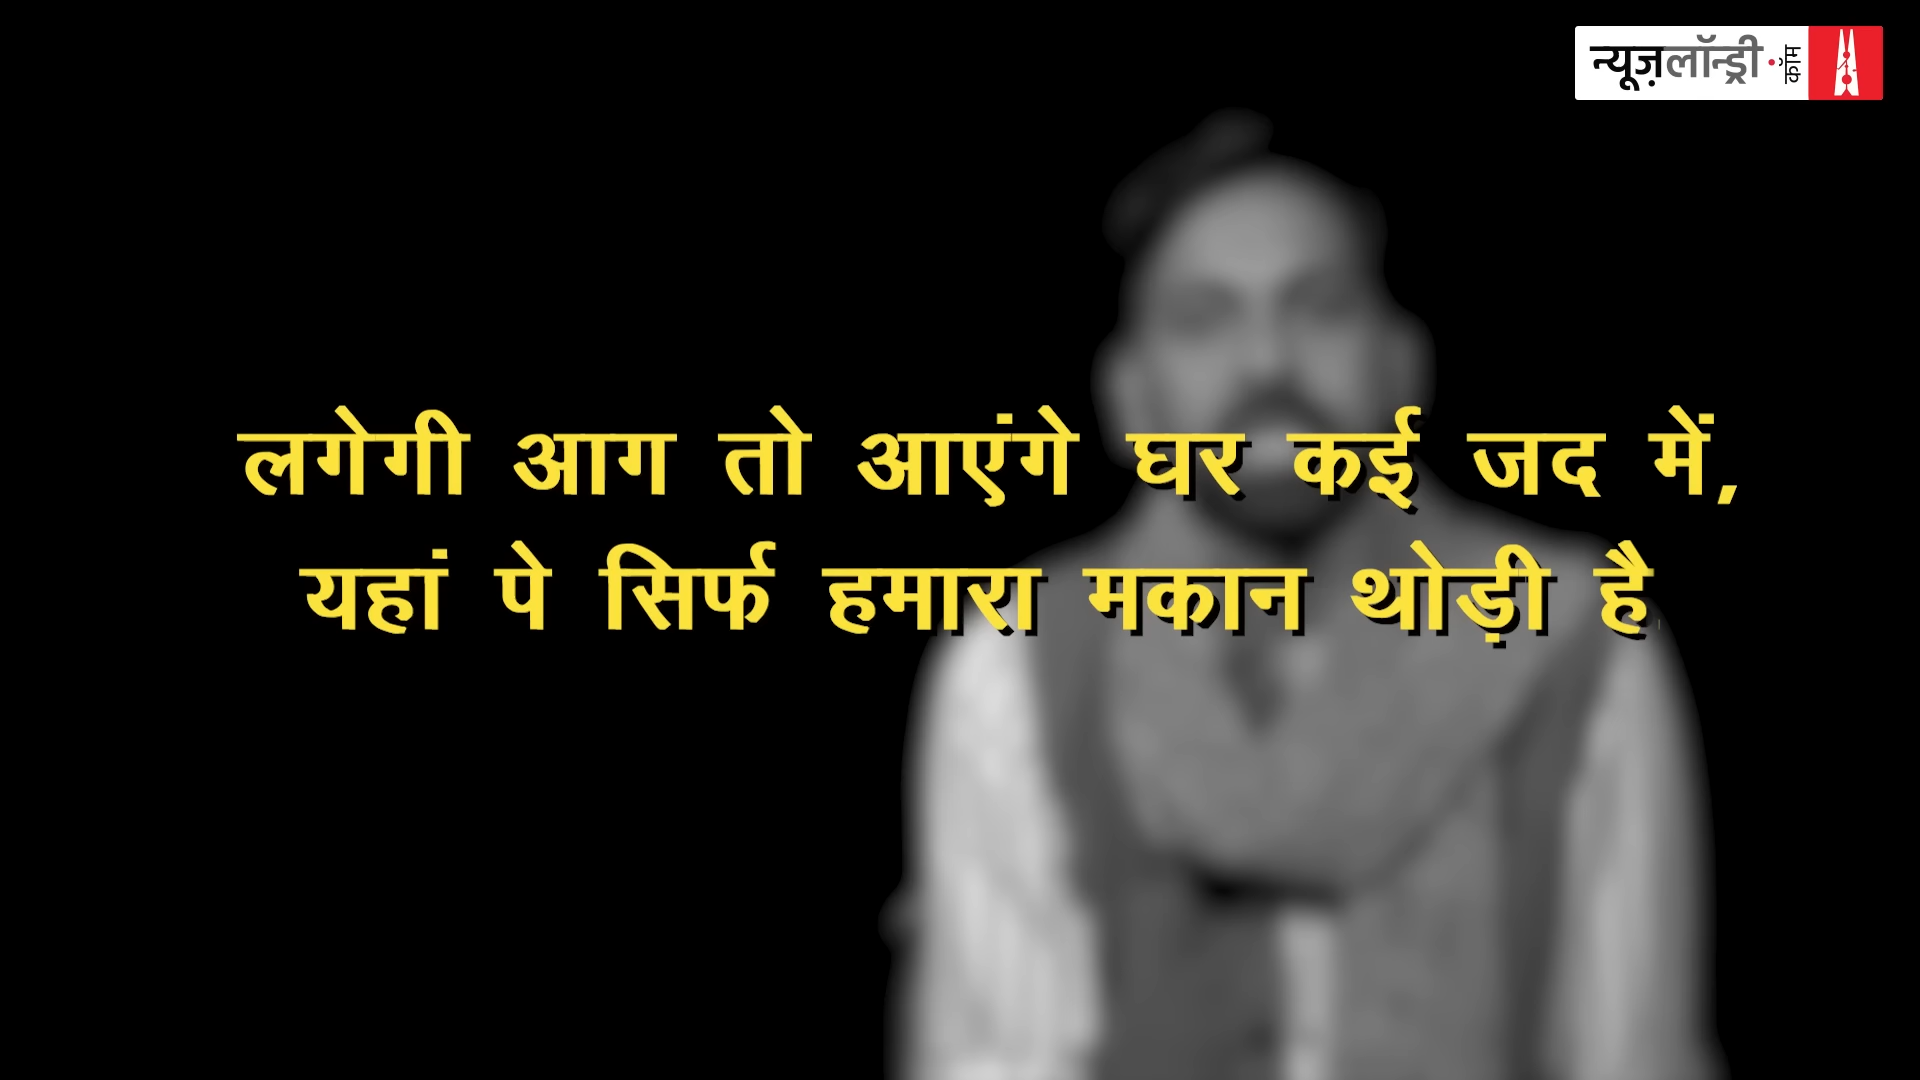 न्यूज़लॉन्ड्री.कॉम
लगेगी आग तो आएंगे घर कई जद में,
यहां पे सिर्फ हमारा मकान थोड़ी है